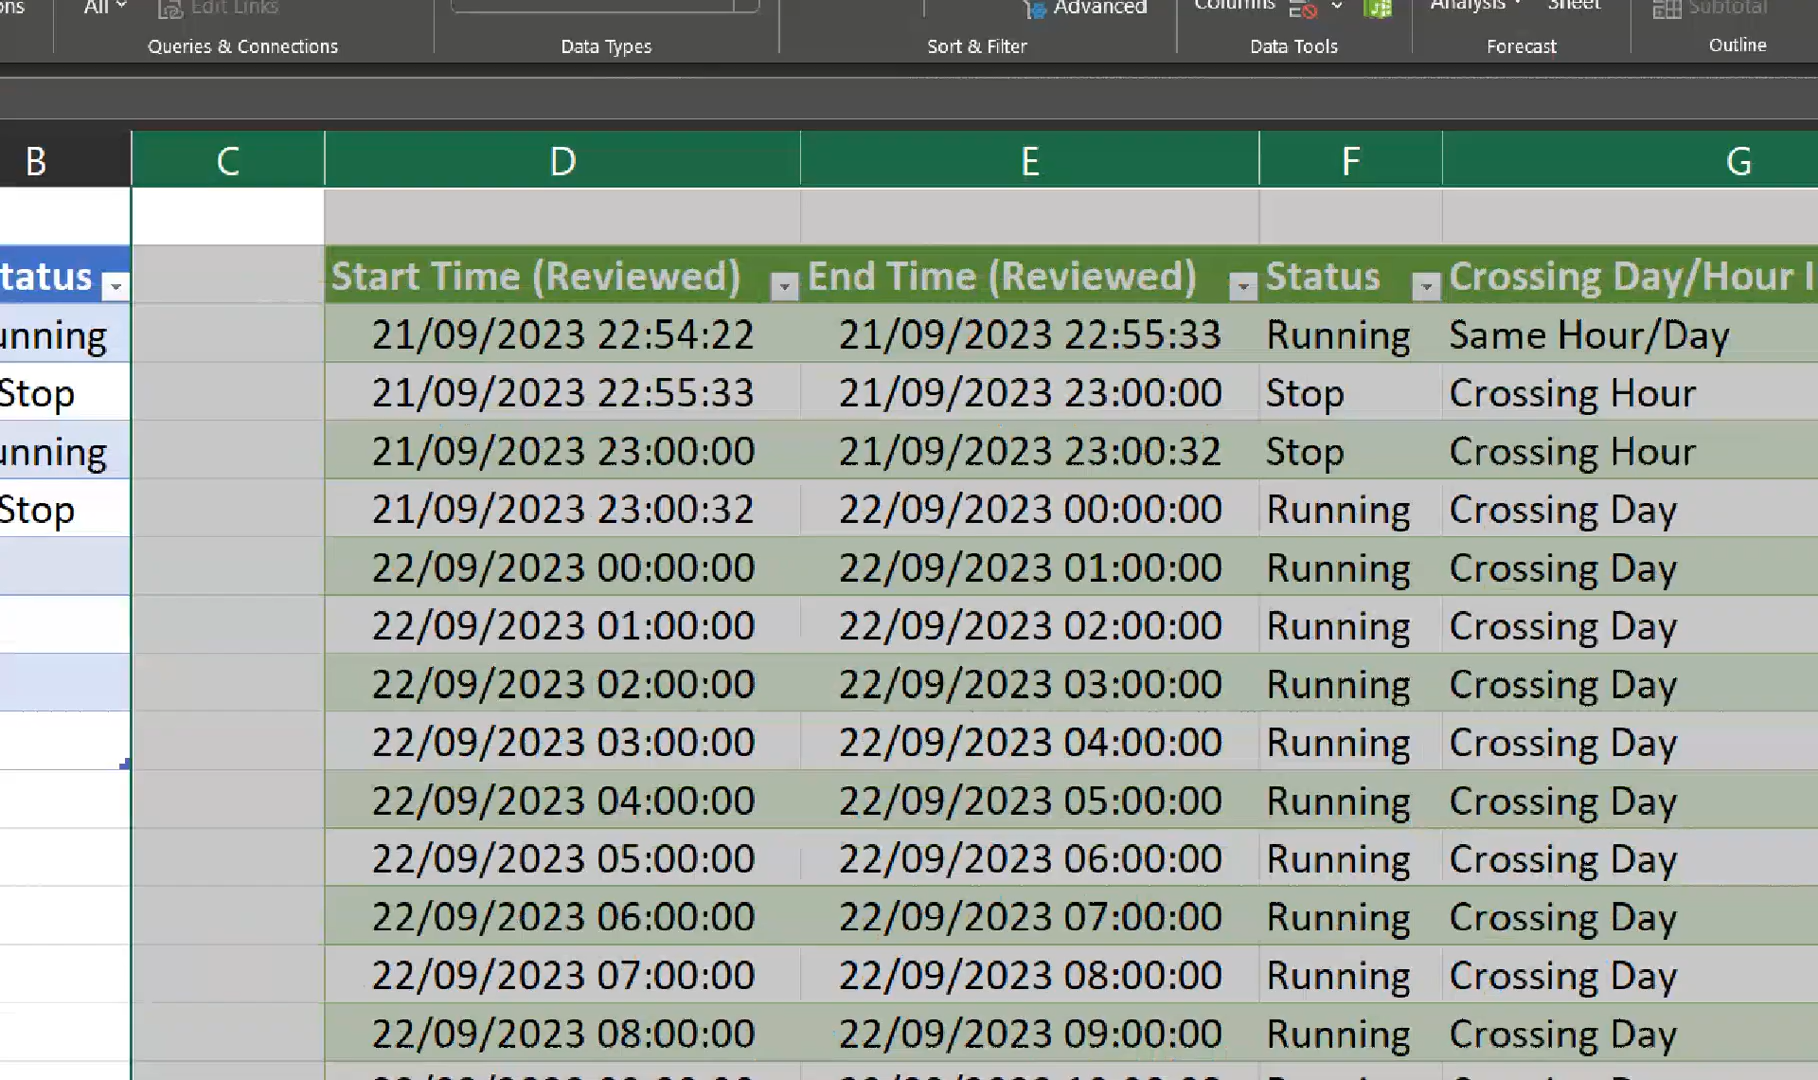 All
Edit Links
Advanced
Columns
Analysis
Sheet
Subtotal
Queries & Connections
Data Types
Sort & Filter
Data Tools
Forecast
Outline
B C D E F G
tatus Start Time (Reviewed) End Time (Reviewed) Status Crossing Day/Hour I
unning 21/09/2023 22:54:22 21/09/2023 22:55:33 Running Same Hour/Day
Stop 21/09/2023 22:55:33 21/09/2023 23:00:00 Stop Crossing Hour
unning 21/09/2023 23:00:00 21/09/2023 23:00:32 Stop Crossing Hour
Stop 21/09/2023 23:00:32 22/09/2023 00:00:00 Running Crossing Day
22/09/2023 00:00:00 22/09/2023 01:00:00 Running Crossing Day
22/09/2023 01:00:00 22/09/2023 02:00:00 Running Crossing Day
22/09/2023 02:00:00 22/09/2023 03:00:00 Running Crossing Day
22/09/2023 03:00:00 22/09/2023 04:00:00 Running Crossing Day
22/09/2023 04:00:00 22/09/2023 05:00:00 Running Crossing Day
22/09/2023 05:00:00 22/09/2023 06:00:00 Running Crossing Day
22/09/2023 06:00:00 22/09/2023 07:00:00 Running Crossing Day
22/09/2023 07:00:00 22/09/2023 08:00:00 Running Crossing Day
22/09/2023 08:00:00 22/09/2023 09:00:00 Running Crossing Day